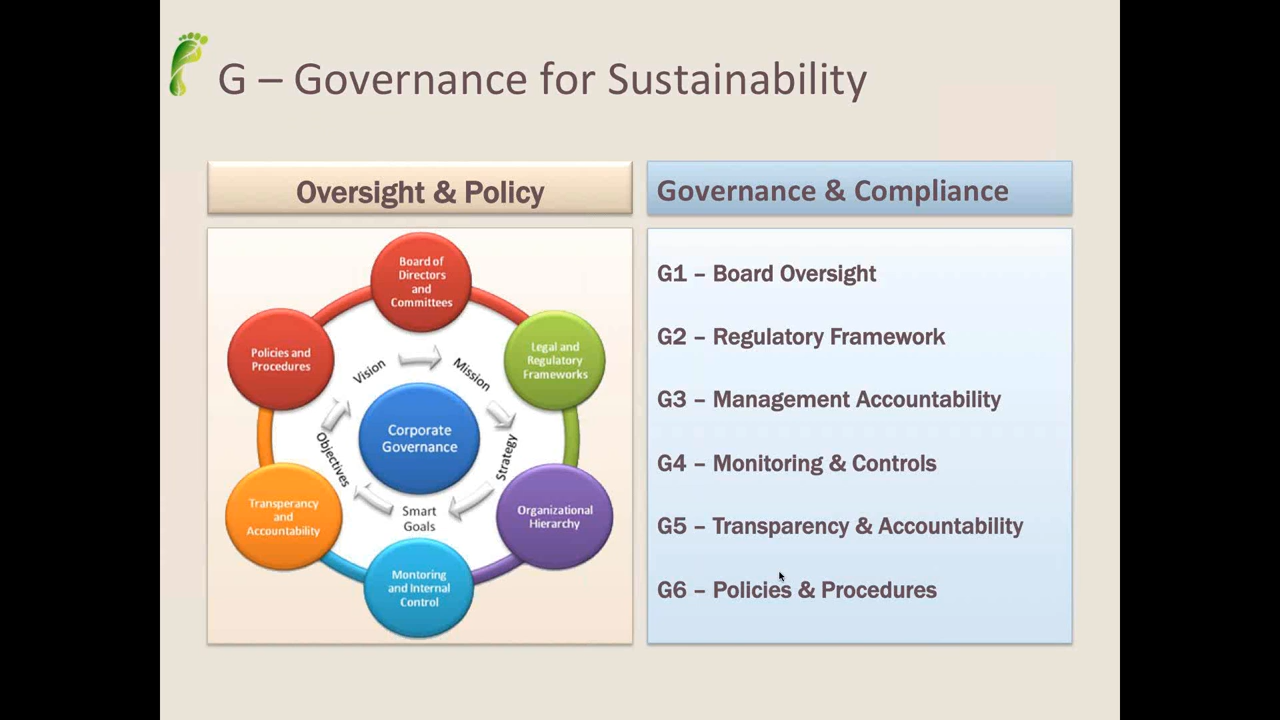 G – Governance for Sustainability
Oversight & Policy
Board of
Directors
and
Committees
Legal and
Regulatory
Frameworks
Organizational
Hierarchy
Montoring
and Internal
Control
Transperancy
and
Accountability
Policies and
Procedures
Vision
Mission
Strategy
Smart
Goals
Objectives
Corporate
Governance
Governance & Compliance
G1 – Board Oversight
G2 – Regulatory Framework
G3 – Management Accountability
G4 – Monitoring & Controls
G5 – Transparency & Accountability
G6 – Policies & Procedures